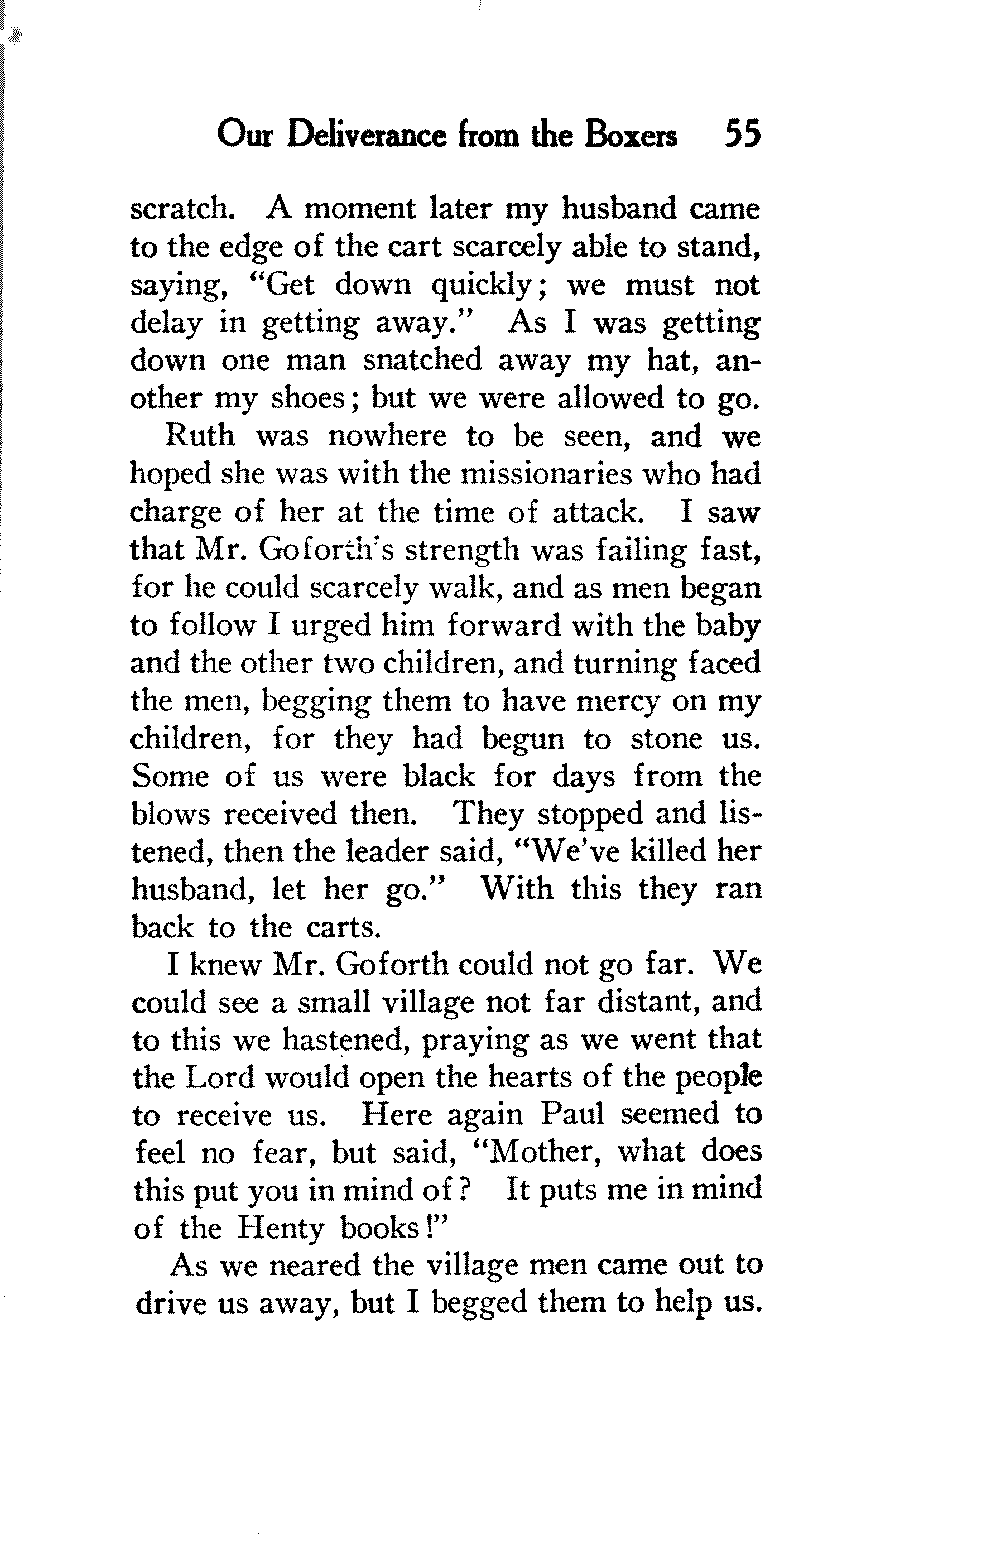 Our Deliverance from the Boxers 55
scratch. A moment later my husband came
to the edge of the cart scarcely able to stand,
saying, "Get down quickly; we must not
delay in getting away." As I was getting
down one man snatched away my hat, an-
other my shoes; but we were allowed to go.
Ruth was nowhere to be seen, and we
hoped she was with the missionaries who had
charge of her at the time of attack. I saw
that Mr. Goforth's strength was failing fast,
for he could scarcely walk, and as men began
to follow I urged him forward with the baby
and the other two children, and turning faced
the men, begging them to have mercy on my
children, for they had begun to stone us.
Some of us were black for days from the
blows received then. They stopped and lis-
tened, then the leader said, "We've killed her
husband, let her go." With this they ran
back to the carts.
I knew Mr. Goforth could not go far. We
could see a small village not far distant, and
to this we hastened, praying as we went that
the Lord would open the hearts of the people
to receive us. Here again Paul seemed to
feel no fear, but said, "Mother, what does
this put you in mind of? It puts me in mind
of the Henty books!"
As we neared the village men came out to
drive us away, but I begged them to help us.